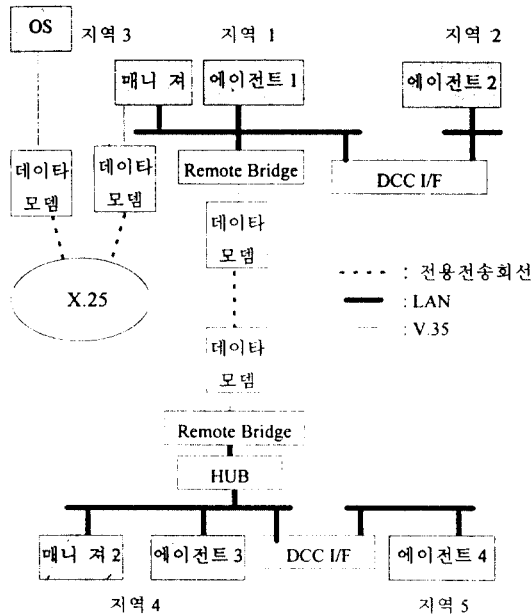 OS
지역 3
지역 1
지역 2
매니 져
에이전트 1
에이전트 2
데이타
모뎀
데이타
모뎀
Remote Bridge
DCC I/F
데이타
모뎀
X.25
: 전용전송회선
: LAN
: V.35
데이타
모뎀
Remote Bridge
HUB
매니 져 2
에이전트 3
DCC I/F
에이전트 4
지역 4
지역 5